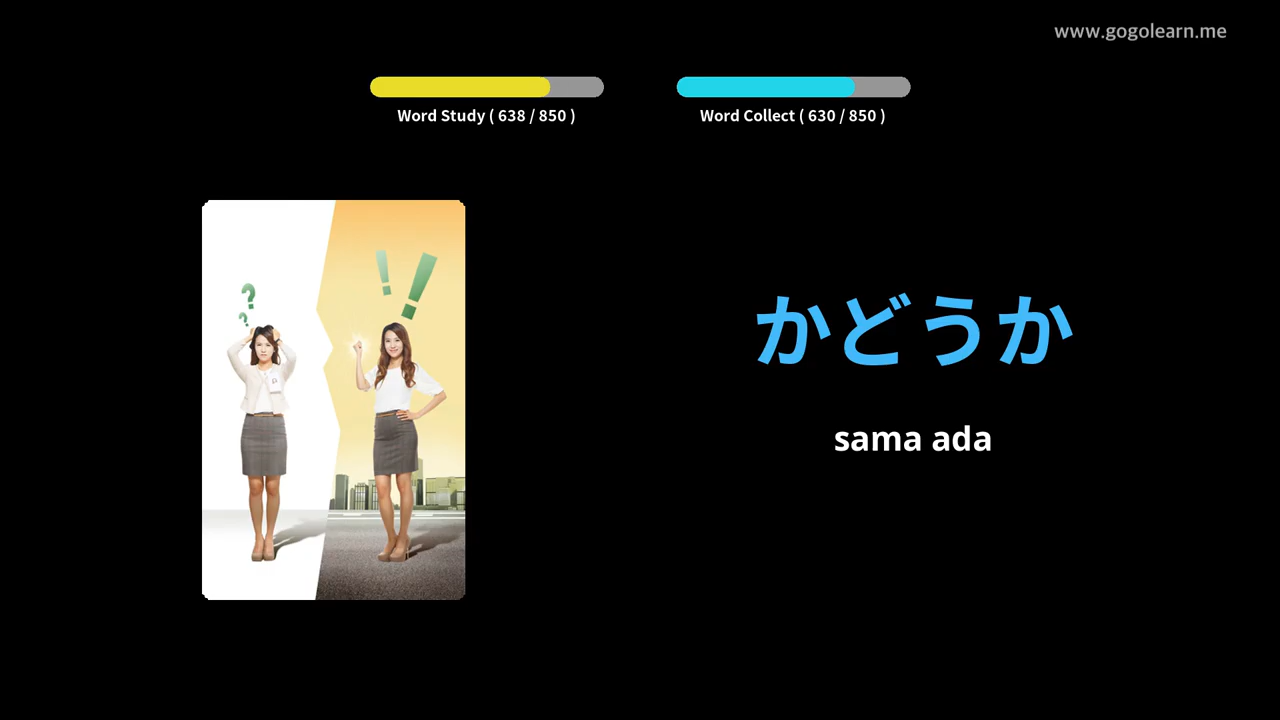 www.gogolearn.me
Word Study ( 638 / 850 )
Word Collect ( 630 / 850 )
? ?
! !
かどうか
sama ada